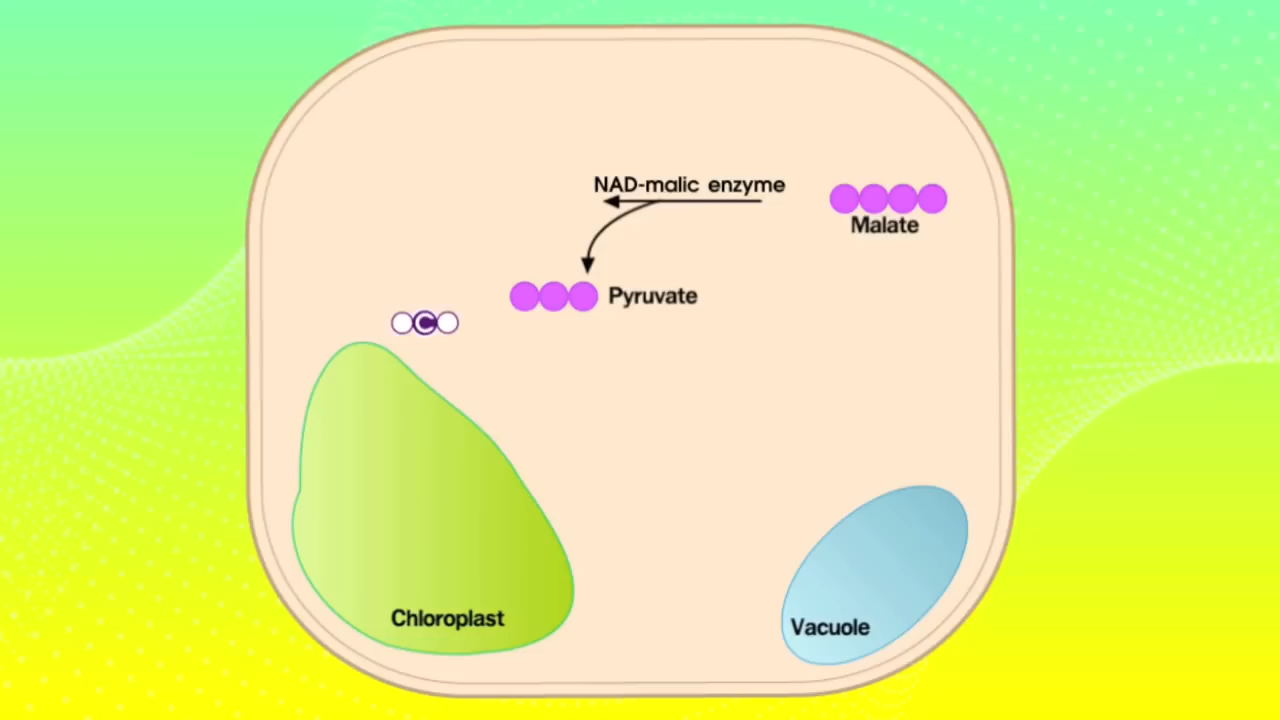 NAD-malic enzyme
Malate
Pyruvate
C
Chloroplast
Vacuole